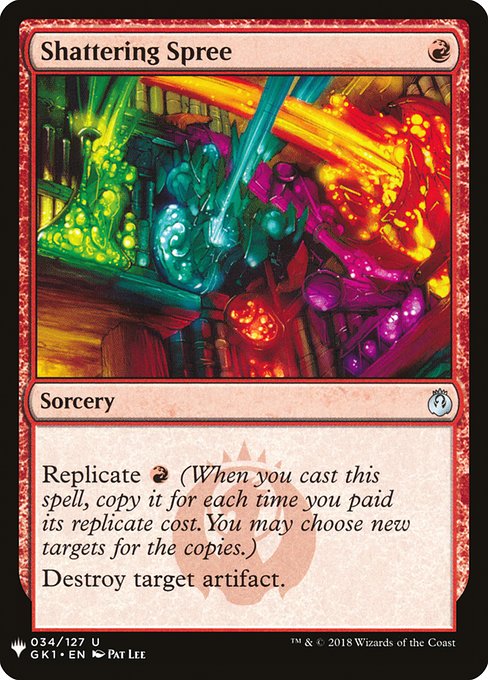 Shattering Spree
Sorcery
Replicate (When you cast this
spell, copy it for each time you paid
its replicate cost. You may choose new
targets for the copies.)
Destroy target artifact.
034/127 U
GK1 • EN Pat Lee
™ & © 2018 Wizards of the Coast